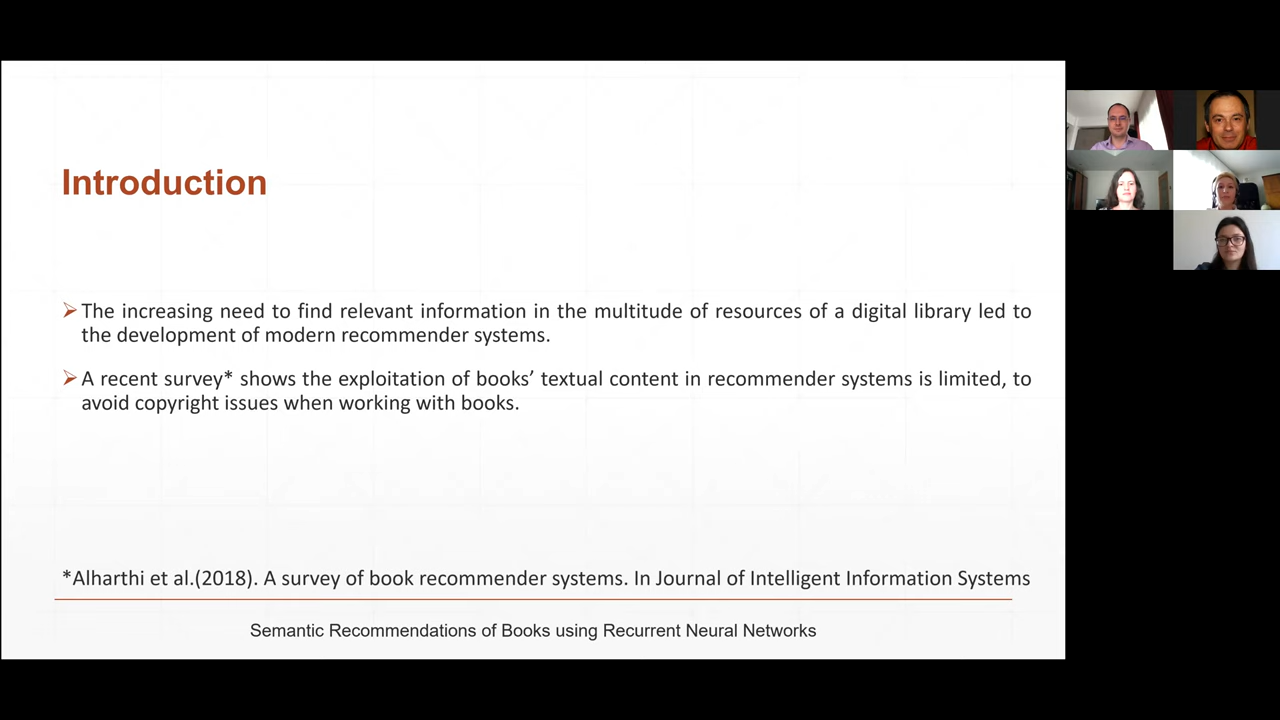 Introduction
The increasing need to find relevant information in the multitude of resources of a digital library led to
the development of modern recommender systems.
A recent survey* shows the exploitation of books’ textual content in recommender systems is limited, to
avoid copyright issues when working with books.
*Alharthi et al.(2018). A survey of book recommender systems. In Journal of Intelligent Information Systems
Semantic Recommendations of Books using Recurrent Neural Networks